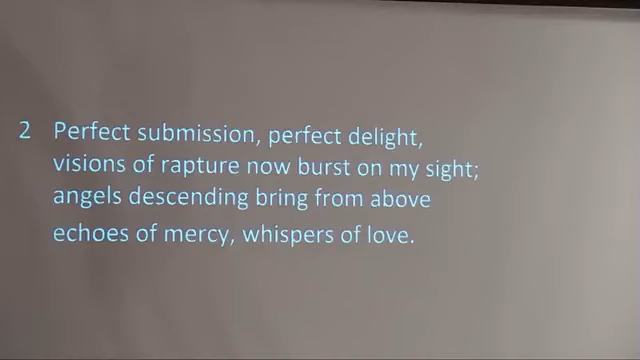 2 Perfect submission, perfect delight,
visions of rapture now burst on my sight;
angels descending bring from above
echoes of mercy, whispers of love.